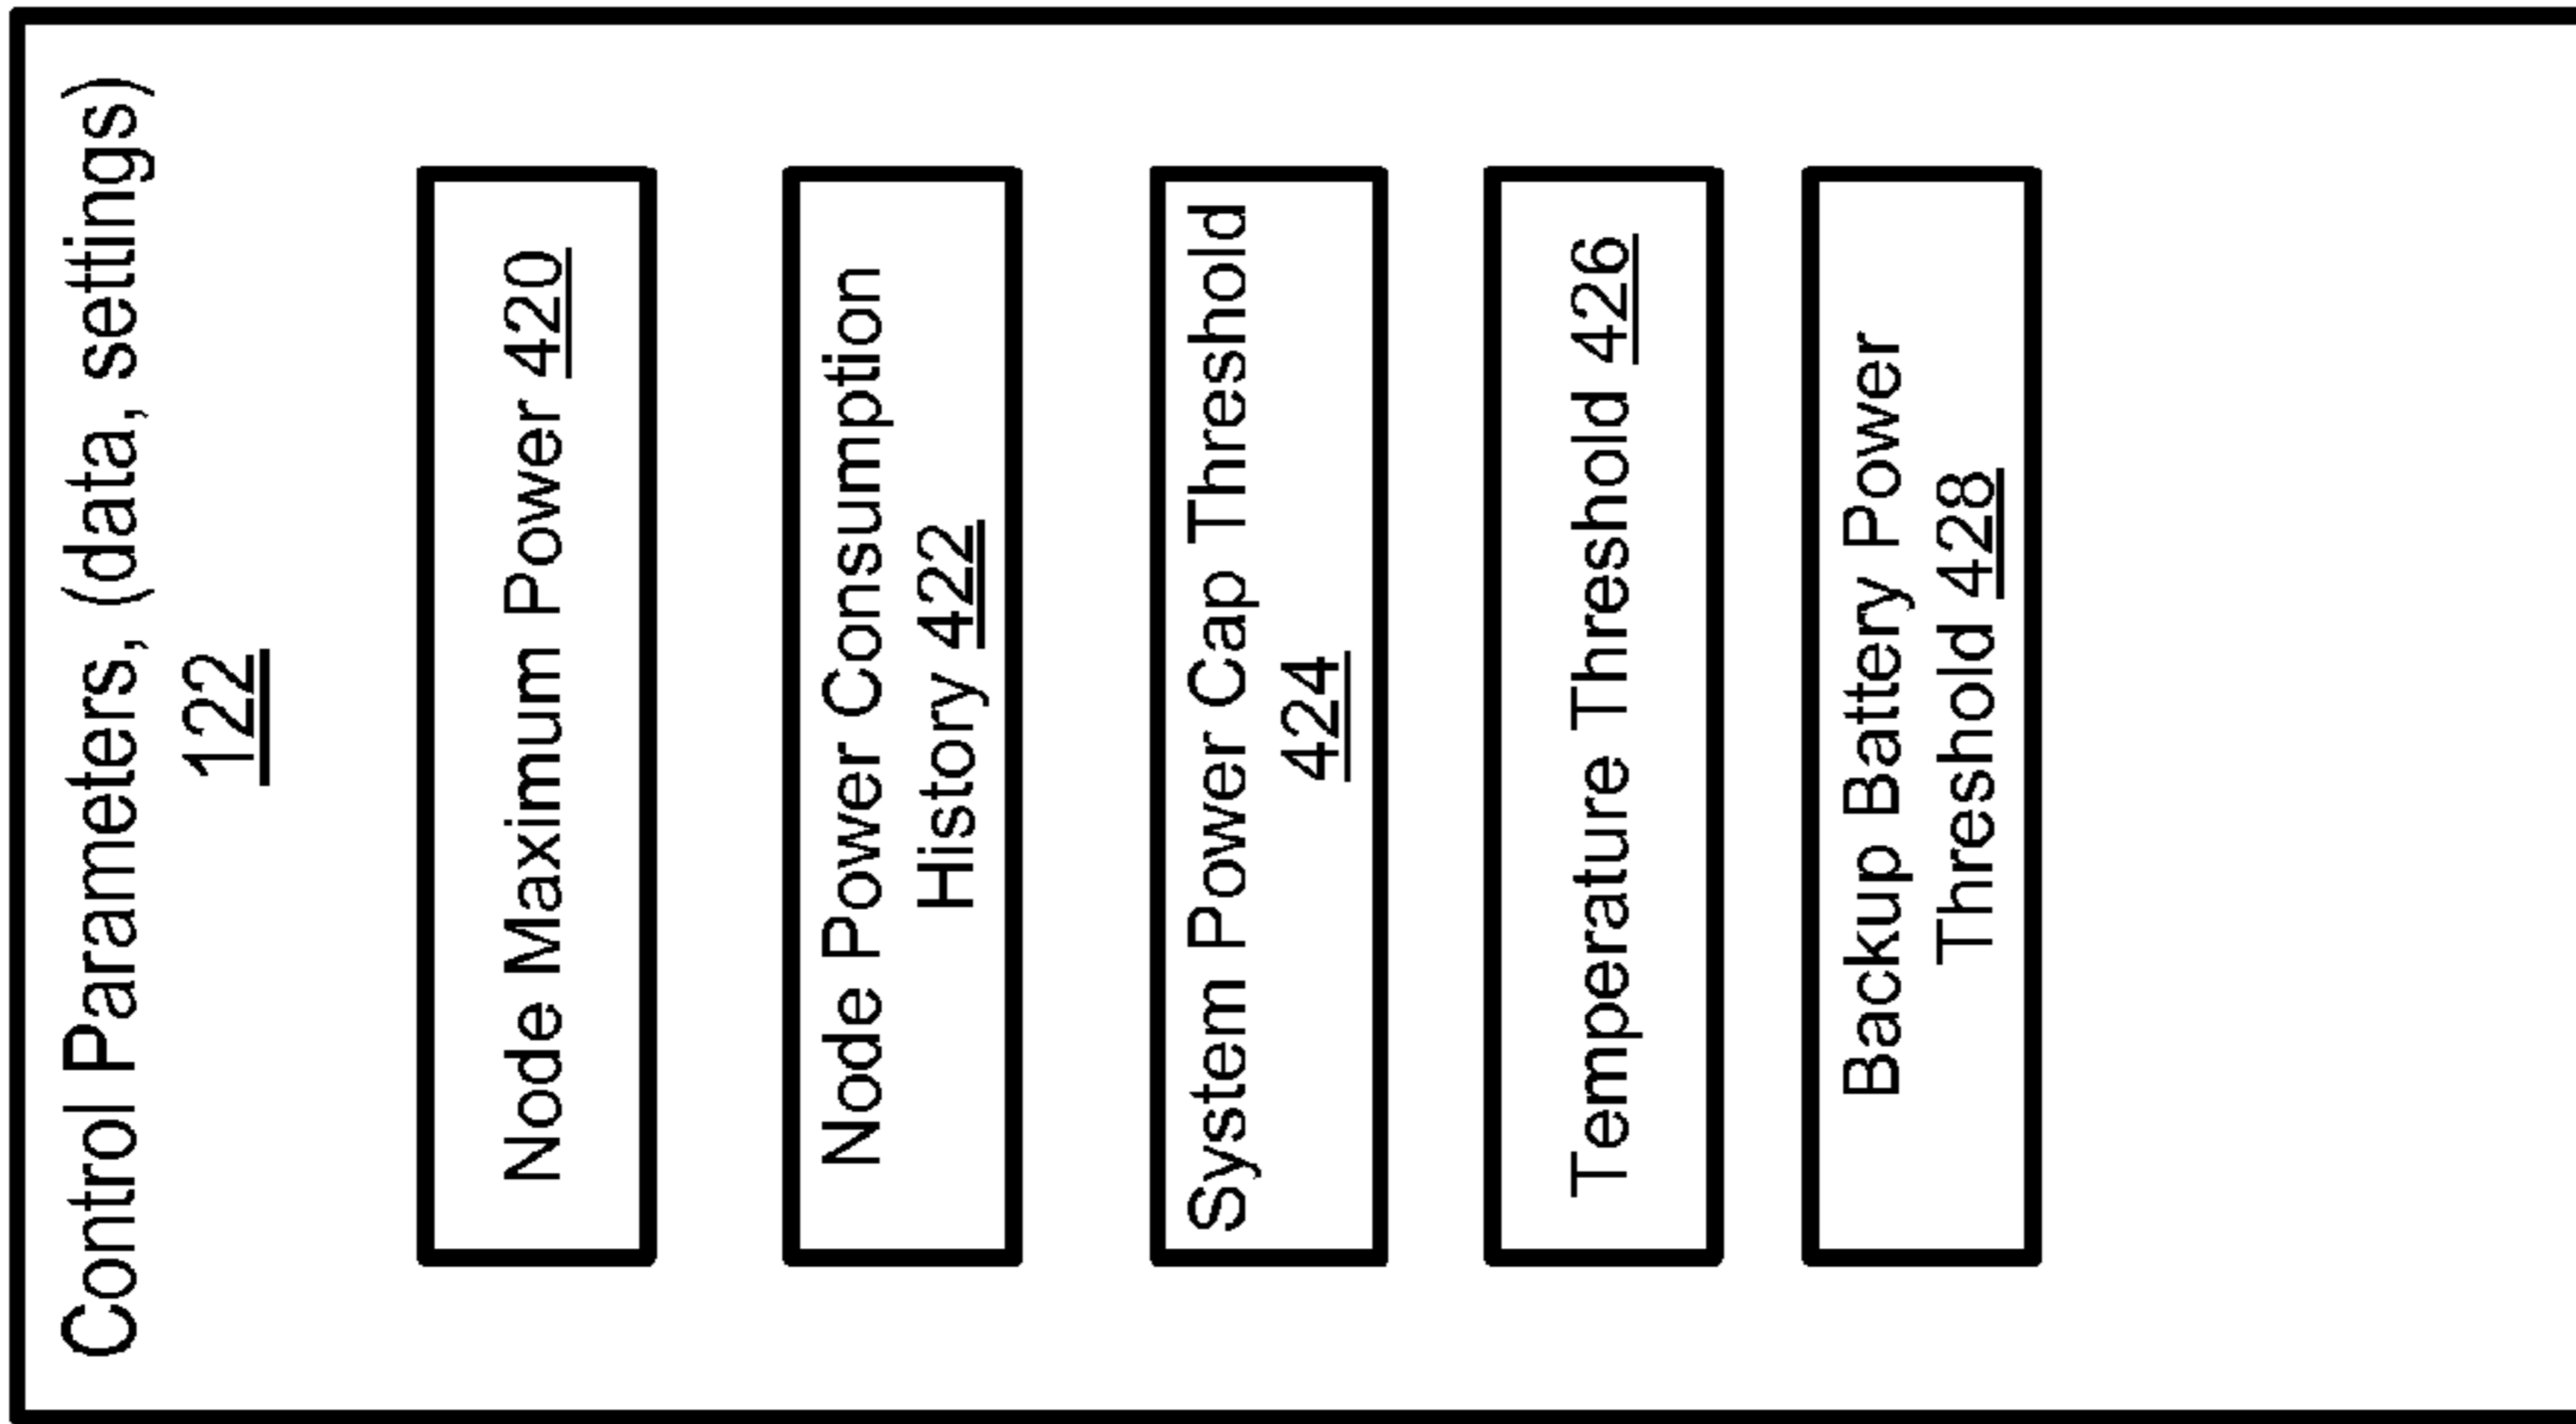 Control Parameters, (data, settings)
122
Node Maximum Power 420
Node Power Consumption
History 422
System Power Cap Threshold
424
Temperature Threshold 426
Backup Battery Power
Threshold 428